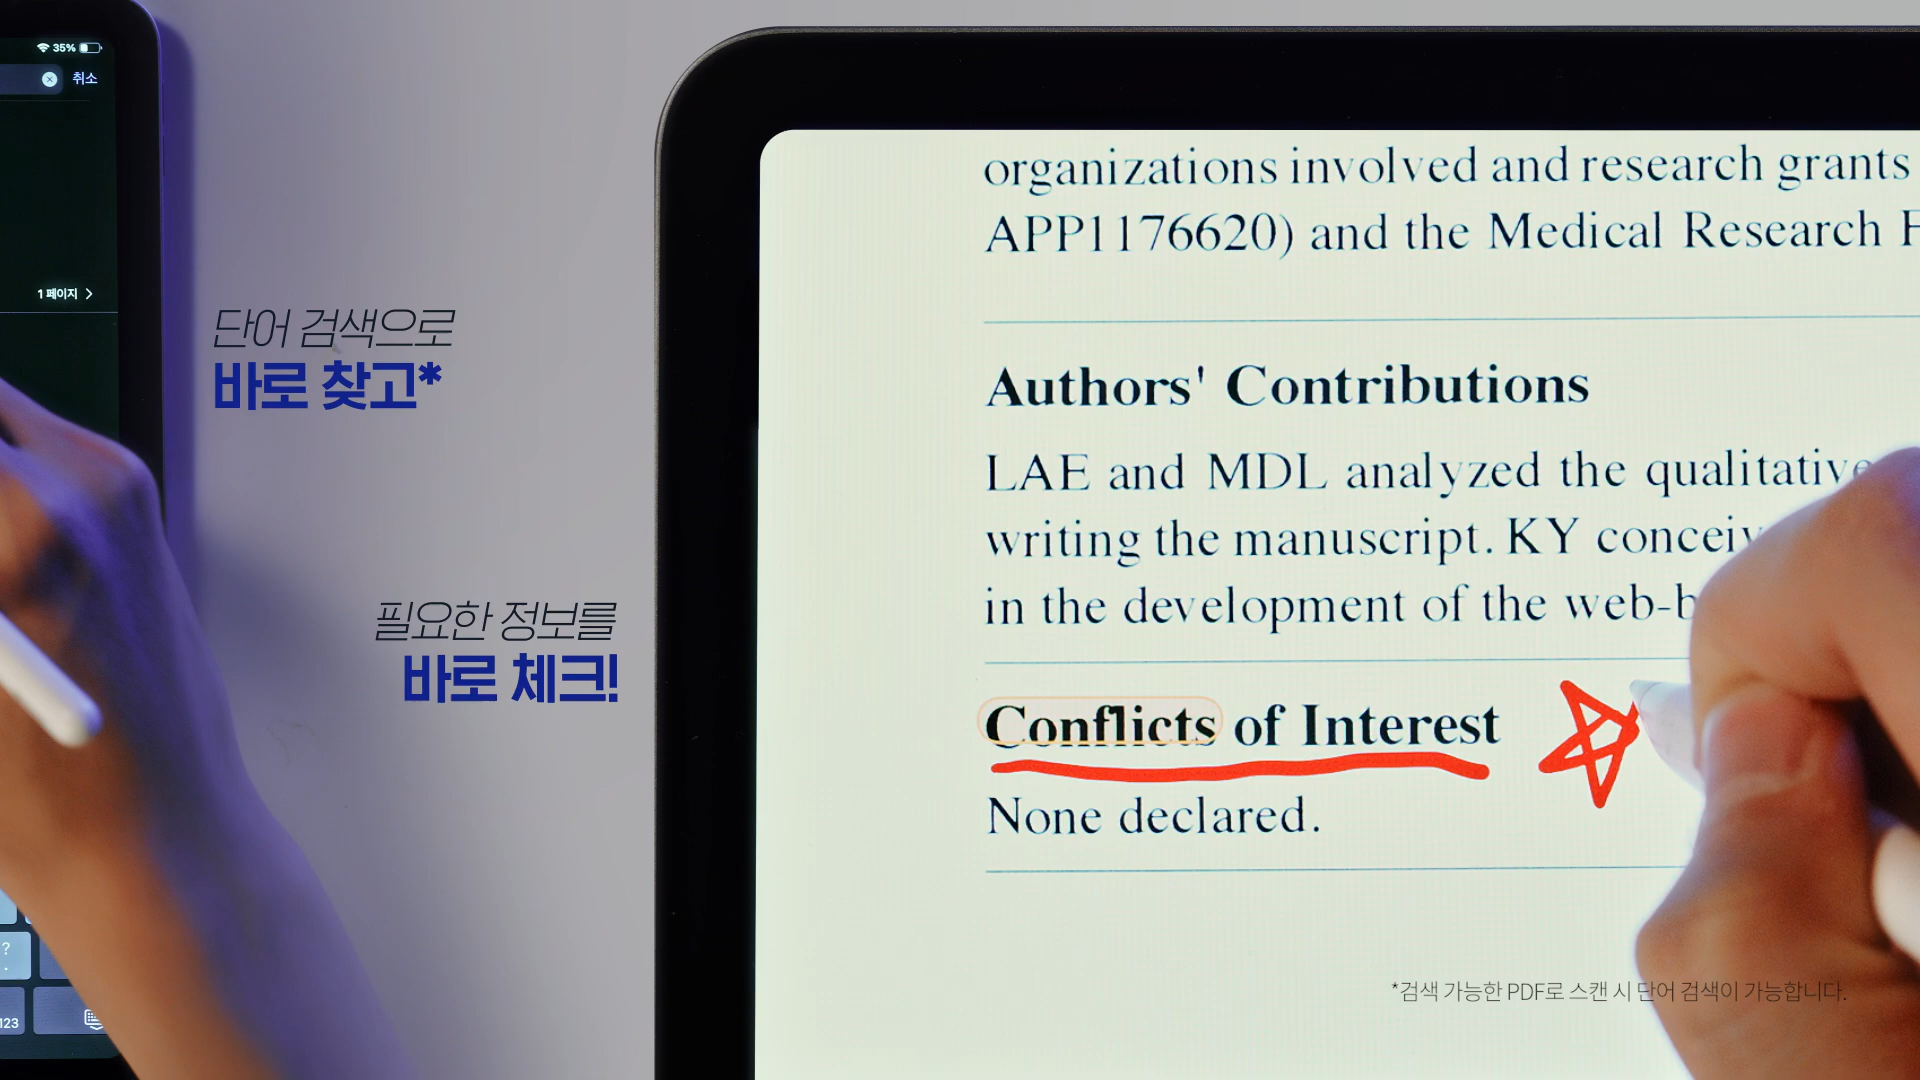 35%
취소
1 페이지
단어 검색으로
바로 찾고*
필요한 정보를
바로 체크!
?
.
123
organizations involved and research grants
APP1176620) and the Medical Research F
Authors' Contributions
LAE and MDL analyzed the qualitative
writing the manuscript. KY conceiv
in the development of the web-b
Conflicts of Interest
None declared.
*검색 가능한 PDF로 스캔 시 단어 검색이 가능합니다.